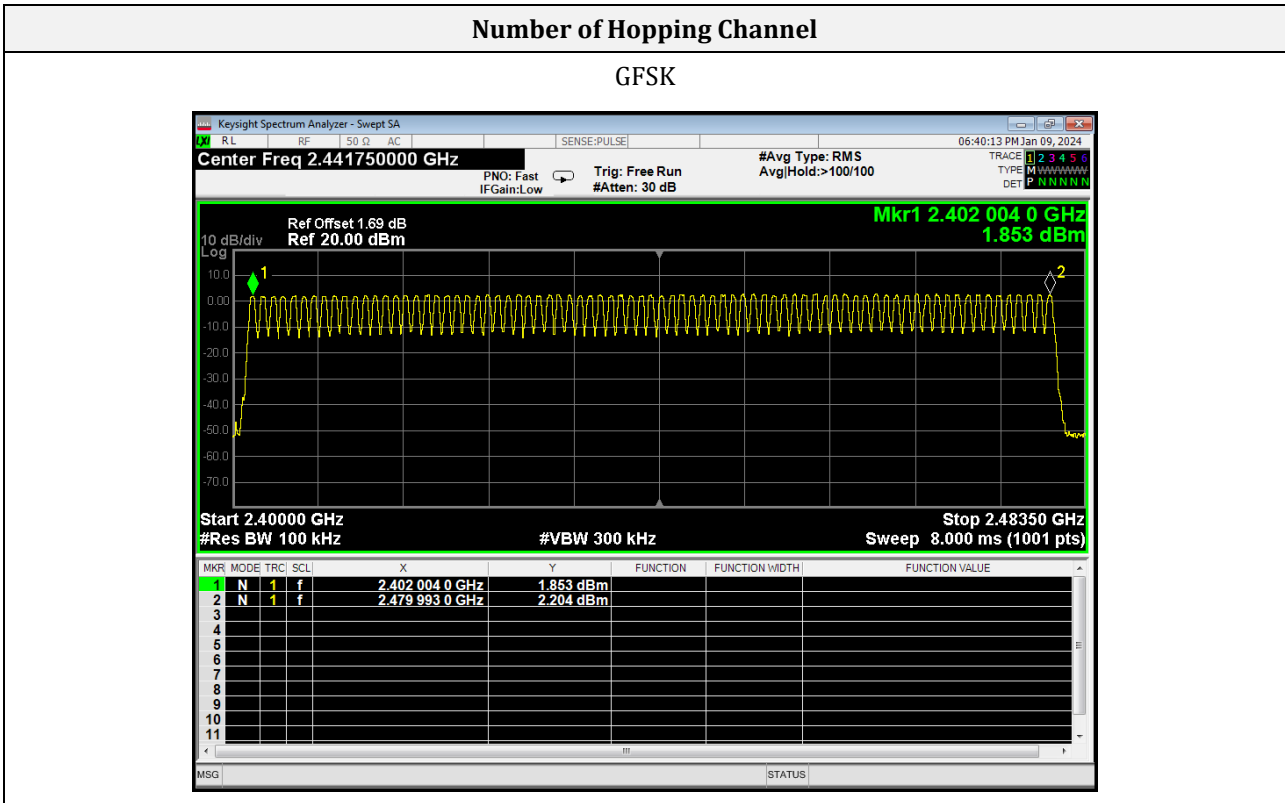 Number of Hopping Channel
GFSK
Keysight Spectrum Analyzer - Swept SA
LXI RL RF 50 Ω AC SENSE:PULSE 06:40:13 PM Jan 09, 2024
Center Freq 2.441750000 GHz #Avg Type: RMS TRACE 1 2 3 4 5 6
PNO: Fast Trig: Free Run Avg|Hold:>100/100 TYPE M WWWWW
IFGain:Low #Atten: 30 dB DET P N N N N N
Mkr1 2.402 004 0 GHz
Ref Offset 1.69 dB
10 dB/div Ref 20.00 dBm 1.853 dBm
Log
1 2
10.0
0.00
-10.0
-20.0
-30.0
-40.0
-50.0
-60.0
-70.0
Start 2.40000 GHz Stop 2.48350 GHz
#Res BW 100 kHz #VBW 300 kHz Sweep 8.000 ms (1001 pts)
MKR MODE TRC SCL X Y FUNCTION FUNCTION WIDTH FUNCTION VALUE
1 N 1 f 2.402 004 0 GHz 1.853 dBm
2 N 1 f 2.479 993 0 GHz 2.204 dBm
3
4
5
6
7
8
9
10
11
MSG STATUS